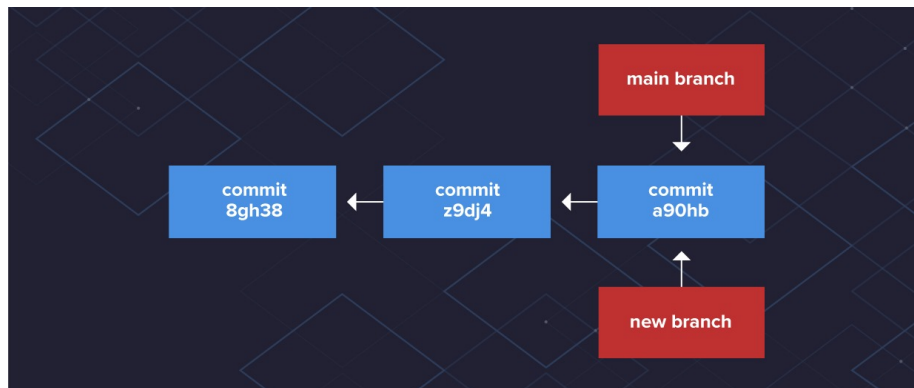 main branch
commit
8gh38
commit
z9dj4
commit
a90hb
new branch